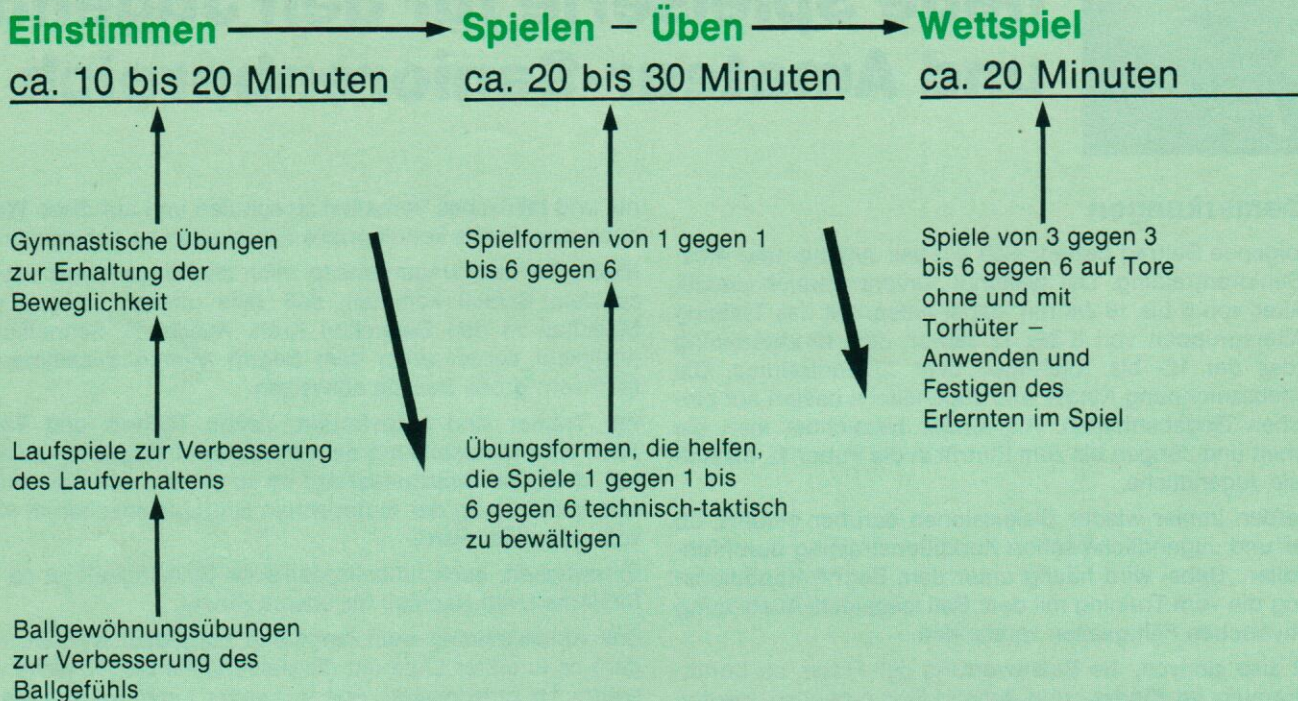 Einstimmen Spielen – Üben Wettspiel
ca. 10 bis 20 Minuten
ca. 20 bis 30 Minuten
ca. 20 Minuten
Gymnastische Übungen
zur Erhaltung der
Beweglichkeit
Laufspiele zur Verbesserung
des Laufverhaltens
Ballgewöhnungsübungen
zur Verbesserung des
Ballgefühls
Spielformen von 1 gegen 1
bis 6 gegen 6
Übungsformen, die helfen,
die Spiele 1 gegen 1 bis
6 gegen 6 technisch-taktisch
zu bewältigen
Spiele von 3 gegen 3
bis 6 gegen 6 auf Tore
ohne und mit
Torhüter –
Anwenden und
Festigen des
Erlernten im Spiel